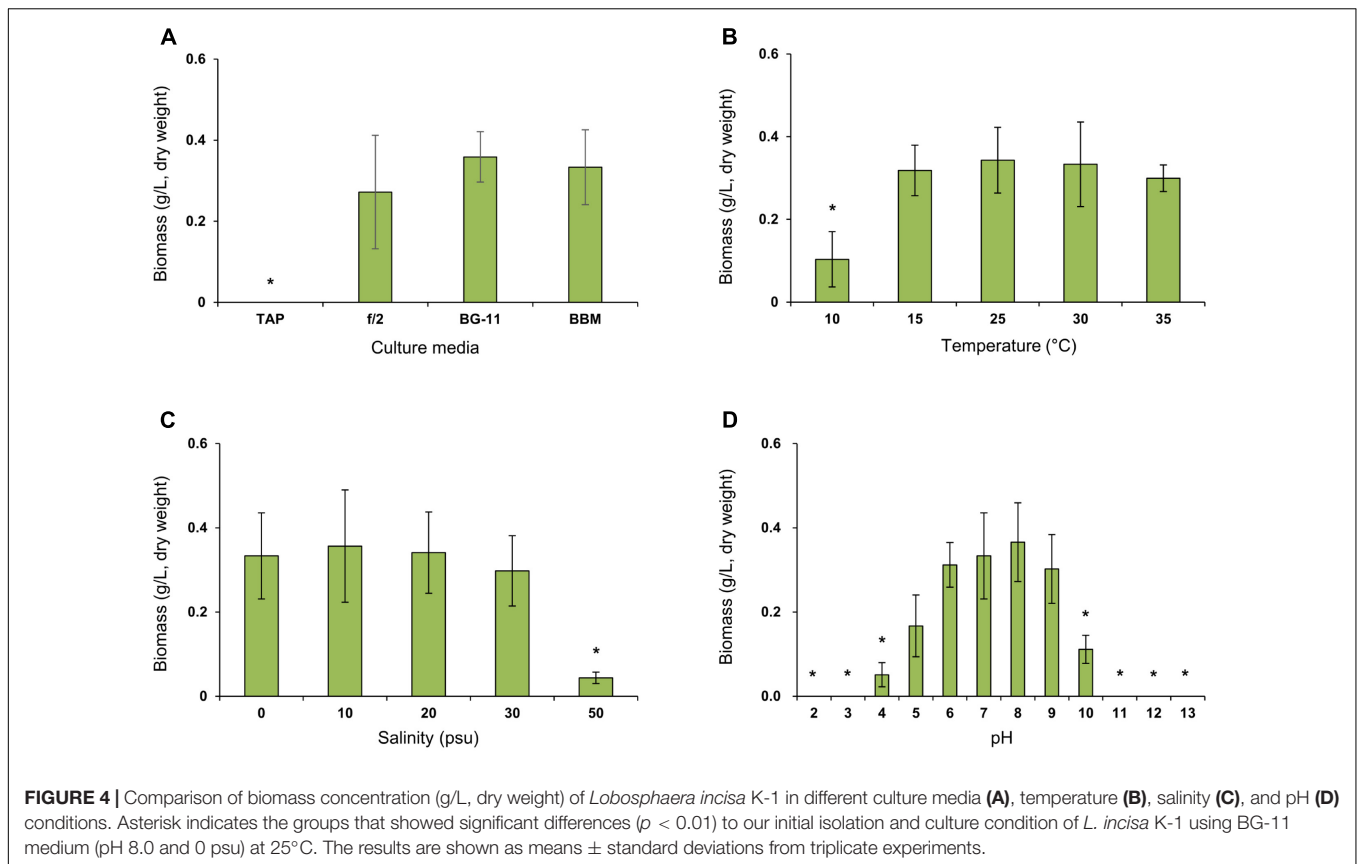 A
0.6
0.4
0.2
0
Biomass (g/L, dry weight)
TAP f/2 BG-11 BBM
*
Culture media
B
0.6
0.4
0.2
0
Biomass (g/L, dry weight)
*
10 15 25 30 35
Temperature (°C)
C
0.6
0.4
0.2
0
Biomass (g/L, dry weight)
*
0 10 20 30 50
Salinity (psu)
D
0.6
0.4
0.2
0.0
Biomass (g/L, dry weight)
* * * * * * *
2 3 4 5 6 7 8 9 10 11 12 13
pH
FIGURE 4 | Comparison of biomass concentration (g/L, dry weight) of Lobosphaera incisa K-1 in different culture media (A), temperature (B), salinity (C), and pH (D)
conditions. Asterisk indicates the groups that showed significant differences (p < 0.01) to our initial isolation and culture condition of L. incisa K-1 using BG-11
medium (pH 8.0 and 0 psu) at 25°C. The results are shown as means ± standard deviations from triplicate experiments.